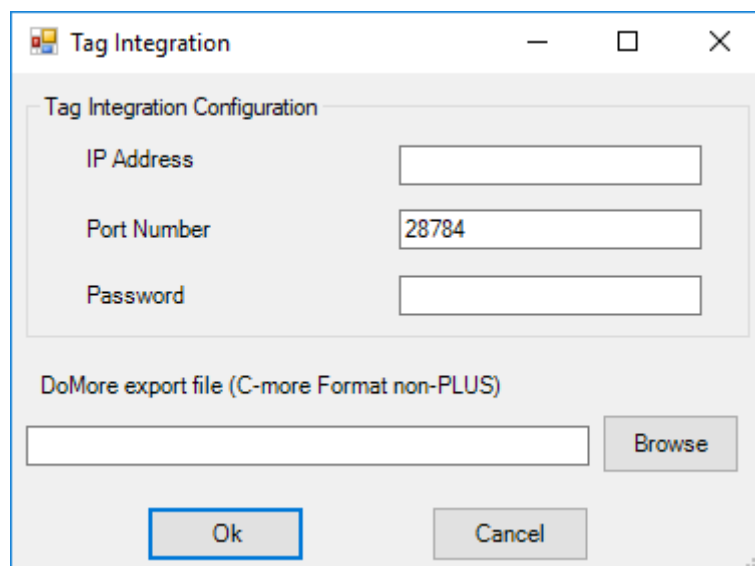 Tag Integration
Tag Integration Configuration
IP Address
Port Number 28784
Password
DoMore export file (C-more Format non-PLUS)
Browse
Ok Cancel